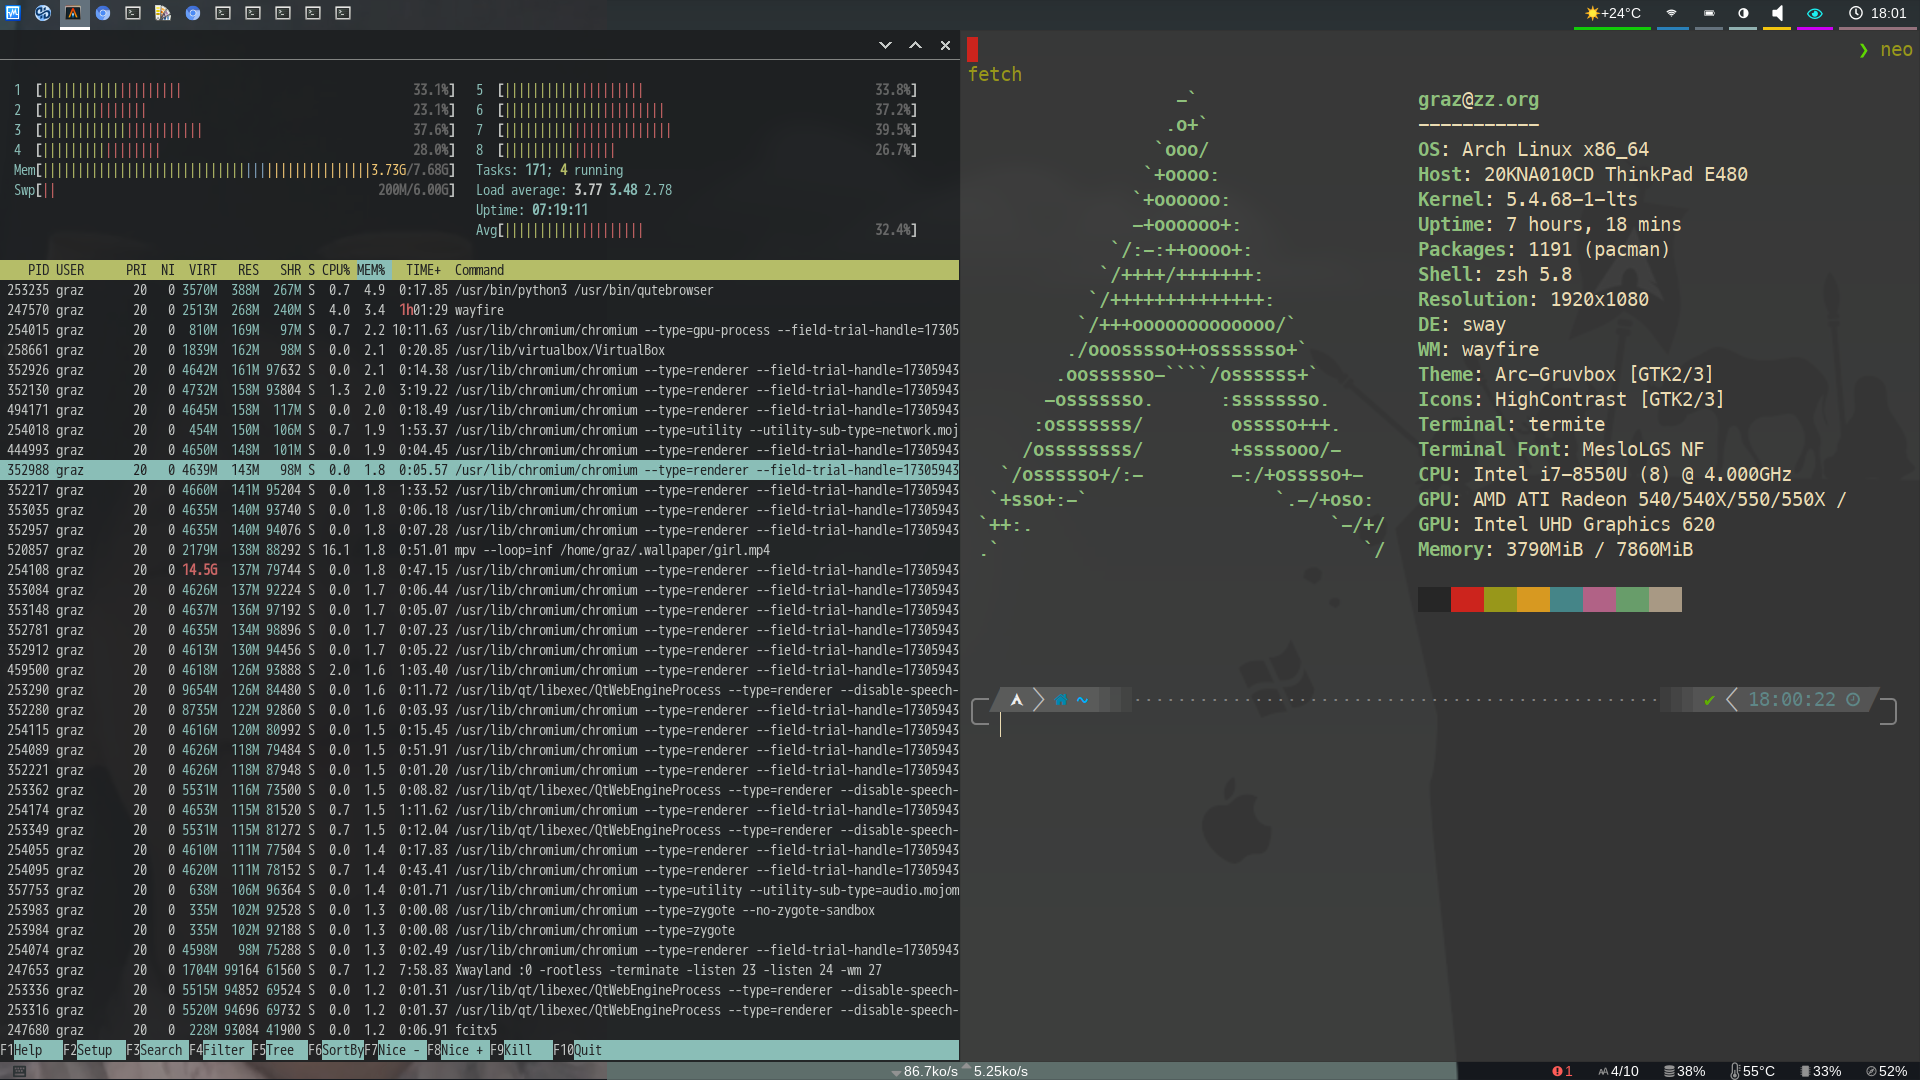 +24°C 18:01
1 [ 33.1%] 5 [ 33.8%]
2 [ 23.1%] 6 [ 37.2%]
3 [ 37.6%] 7 [ 39.5%]
4 [ 28.0%] 8 [ 26.7%]
Mem[ 3.73G/7.68G] Tasks: 171; 4 running
Swp[ 200M/6.00G] Load average: 3.77 3.48 2.78
Uptime: 07:19:11
Avg[ 32.4%]
PID USER PRI NI VIRT RES SHR S CPU% MEM% TIME+ Command
253235 graz 20 0 3570M 388M 267M S 0.7 4.9 0:17.85 /usr/bin/python3 /usr/bin/qutebrowser
247570 graz 20 0 2513M 268M 240M S 4.0 3.4 1h01:29 wayfire
254015 graz 20 0 810M 169M 97M S 0.7 2.2 10:11.63 /usr/lib/chromium/chromium --type=gpu-process --field-trial-handle=17305
258661 graz 20 0 1839M 162M 98M S 0.0 2.1 0:20.85 /usr/lib/virtualbox/VirtualBox
352926 graz 20 0 4642M 161M 97632 S 0.0 2.1 0:14.38 /usr/lib/chromium/chromium --type=renderer --field-trial-handle=17305943
352130 graz 20 0 4732M 158M 93804 S 1.3 2.0 3:19.22 /usr/lib/chromium/chromium --type=renderer --field-trial-handle=17305943
494171 graz 20 0 4645M 158M 117M S 0.0 2.0 0:18.49 /usr/lib/chromium/chromium --type=renderer --field-trial-handle=17305943
254018 graz 20 0 454M 150M 106M S 0.7 1.9 1:53.37 /usr/lib/chromium/chromium --type=utility --utility-sub-type=network.moj
444993 graz 20 0 4650M 148M 101M S 0.0 1.9 0:04.45 /usr/lib/chromium/chromium --type=renderer --field-trial-handle=17305943
352988 graz 20 0 4639M 143M 98M S 0.0 1.8 0:05.57 /usr/lib/chromium/chromium --type=renderer --field-trial-handle=17305943
352217 graz 20 0 4660M 141M 95204 S 0.0 1.8 1:33.52 /usr/lib/chromium/chromium --type=renderer --field-trial-handle=17305943
353035 graz 20 0 4635M 140M 93740 S 0.0 1.8 0:06.18 /usr/lib/chromium/chromium --type=renderer --field-trial-handle=17305943
352957 graz 20 0 4635M 140M 94076 S 0.0 1.8 0:07.28 /usr/lib/chromium/chromium --type=renderer --field-trial-handle=17305943
520857 graz 20 0 2179M 138M 88292 S 16.1 1.8 0:51.01 mpv --loop=inf /home/graz/.wallpaper/girl.mp4
254108 graz 20 0 14.5G 137M 79744 S 0.0 1.8 0:47.15 /usr/lib/chromium/chromium --type=renderer --field-trial-handle=17305943
353084 graz 20 0 4626M 137M 92224 S 0.0 1.7 0:06.44 /usr/lib/chromium/chromium --type=renderer --field-trial-handle=17305943
353148 graz 20 0 4637M 136M 97192 S 0.0 1.7 0:05.07 /usr/lib/chromium/chromium --type=renderer --field-trial-handle=17305943
352781 graz 20 0 4635M 134M 98896 S 0.0 1.7 0:07.23 /usr/lib/chromium/chromium --type=renderer --field-trial-handle=17305943
352912 graz 20 0 4613M 130M 94456 S 0.0 1.7 0:05.22 /usr/lib/chromium/chromium --type=renderer --field-trial-handle=17305943
459500 graz 20 0 4618M 126M 93888 S 2.0 1.6 1:03.40 /usr/lib/chromium/chromium --type=renderer --field-trial-handle=17305943
253290 graz 20 0 9654M 126M 84480 S 0.0 1.6 0:11.72 /usr/lib/qt/libexec/QtWebEngineProcess --type=renderer --disable-speech-
352280 graz 20 0 8735M 122M 92860 S 0.0 1.6 0:03.93 /usr/lib/chromium/chromium --type=renderer --field-trial-handle=17305943
254115 graz 20 0 4616M 120M 80992 S 0.0 1.5 0:15.45 /usr/lib/chromium/chromium --type=renderer --field-trial-handle=17305943
254089 graz 20 0 4626M 118M 79484 S 0.0 1.5 0:51.91 /usr/lib/chromium/chromium --type=renderer --field-trial-handle=17305943
352221 graz 20 0 4626M 118M 87948 S 0.0 1.5 0:01.20 /usr/lib/chromium/chromium --type=renderer --field-trial-handle=17305943
253362 graz 20 0 5531M 116M 73500 S 0.0 1.5 0:08.82 /usr/lib/qt/libexec/QtWebEngineProcess --type=renderer --disable-speech-
254174 graz 20 0 4653M 115M 81520 S 0.7 1.5 1:11.62 /usr/lib/chromium/chromium --type=renderer --field-trial-handle=17305943
253349 graz 20 0 5531M 115M 81272 S 0.7 1.5 0:12.04 /usr/lib/qt/libexec/QtWebEngineProcess --type=renderer --disable-speech-
254055 graz 20 0 4610M 111M 77504 S 0.0 1.4 0:17.83 /usr/lib/chromium/chromium --type=renderer --field-trial-handle=17305943
254095 graz 20 0 4620M 111M 78152 S 0.7 1.4 0:43.41 /usr/lib/chromium/chromium --type=renderer --field-trial-handle=17305943
357753 graz 20 0 638M 106M 96364 S 0.0 1.4 0:01.71 /usr/lib/chromium/chromium --type=utility --utility-sub-type=audio.mojom
253983 graz 20 0 335M 102M 92528 S 0.0 1.3 0:00.08 /usr/lib/chromium/chromium --type=zygote --no-zygote-sandbox
253984 graz 20 0 335M 102M 92188 S 0.0 1.3 0:00.08 /usr/lib/chromium/chromium --type=zygote
254074 graz 20 0 4598M 98M 75288 S 0.0 1.3 0:02.49 /usr/lib/chromium/chromium --type=renderer --field-trial-handle=17305943
247653 graz 20 0 1704M 99164 61560 S 0.7 1.2 7:58.83 Xwayland :0 -rootless -terminate -listen 23 -listen 24 -wm 27
253336 graz 20 0 5515M 94852 69524 S 0.0 1.2 0:01.31 /usr/lib/qt/libexec/QtWebEngineProcess --type=renderer --disable-speech-
253316 graz 20 0 5520M 94696 69732 S 0.0 1.2 0:01.37 /usr/lib/qt/libexec/QtWebEngineProcess --type=renderer --disable-speech-
247680 graz 20 0 228M 93084 41900 S 0.0 1.2 0:06.91 fcitx5
F1Help F2Setup F3Search F4Filter F5Tree F6SortByF7Nice - F8Nice + F9Kill F10Quit
❯ neo
fetch
graz@zz.org
-----------
OS: Arch Linux x86_64
Host: 20KNA010CD ThinkPad E480
Kernel: 5.4.68-1-lts
Uptime: 7 hours, 18 mins
Packages: 1191 (pacman)
Shell: zsh 5.8
Resolution: 1920x1080
DE: sway
WM: wayfire
Theme: Arc-Gruvbox [GTK2/3]
Icons: HighContrast [GTK2/3]
Terminal: termite
Terminal Font: MesloLGS NF
CPU: Intel i7-8550U (8) @ 4.000GHz
GPU: AMD ATI Radeon 540/540X/550/550X /
GPU: Intel UHD Graphics 620
Memory: 3790MiB / 7860MiB
~ 18:00:22
86.7ko/s 5.25ko/s 1 4/10 38% 55°C 33% 52%